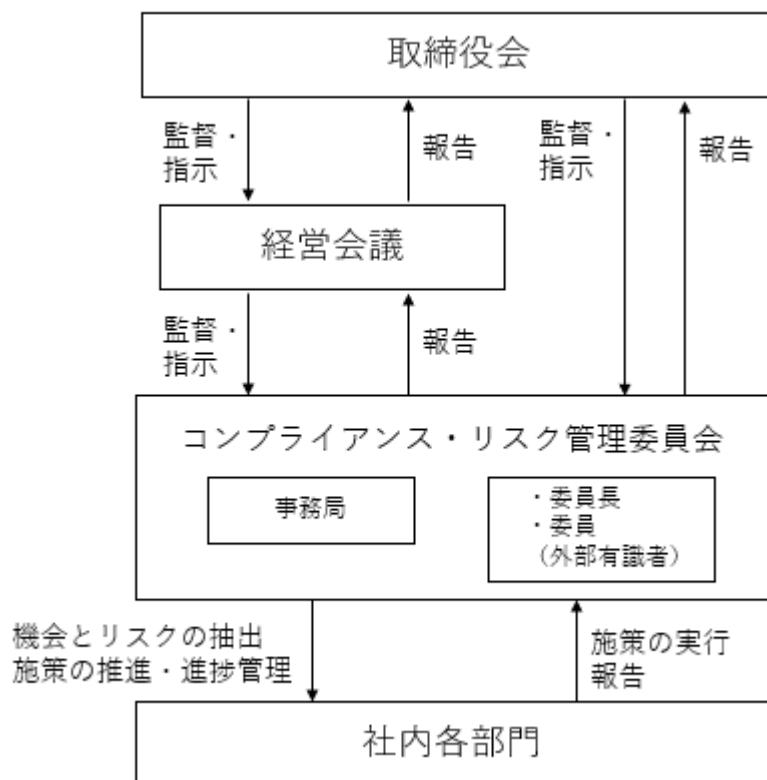 取締役会
監督・
指示
報告
監督・
指示
報告
経営会議
監督・
指示
報告
コンプライアンス・リスク管理委員会
事務局
・委員長
・委員
（外部有識者）
機会とリスクの抽出
施策の推進・進捗管理
施策の実行
報告
社内各部門